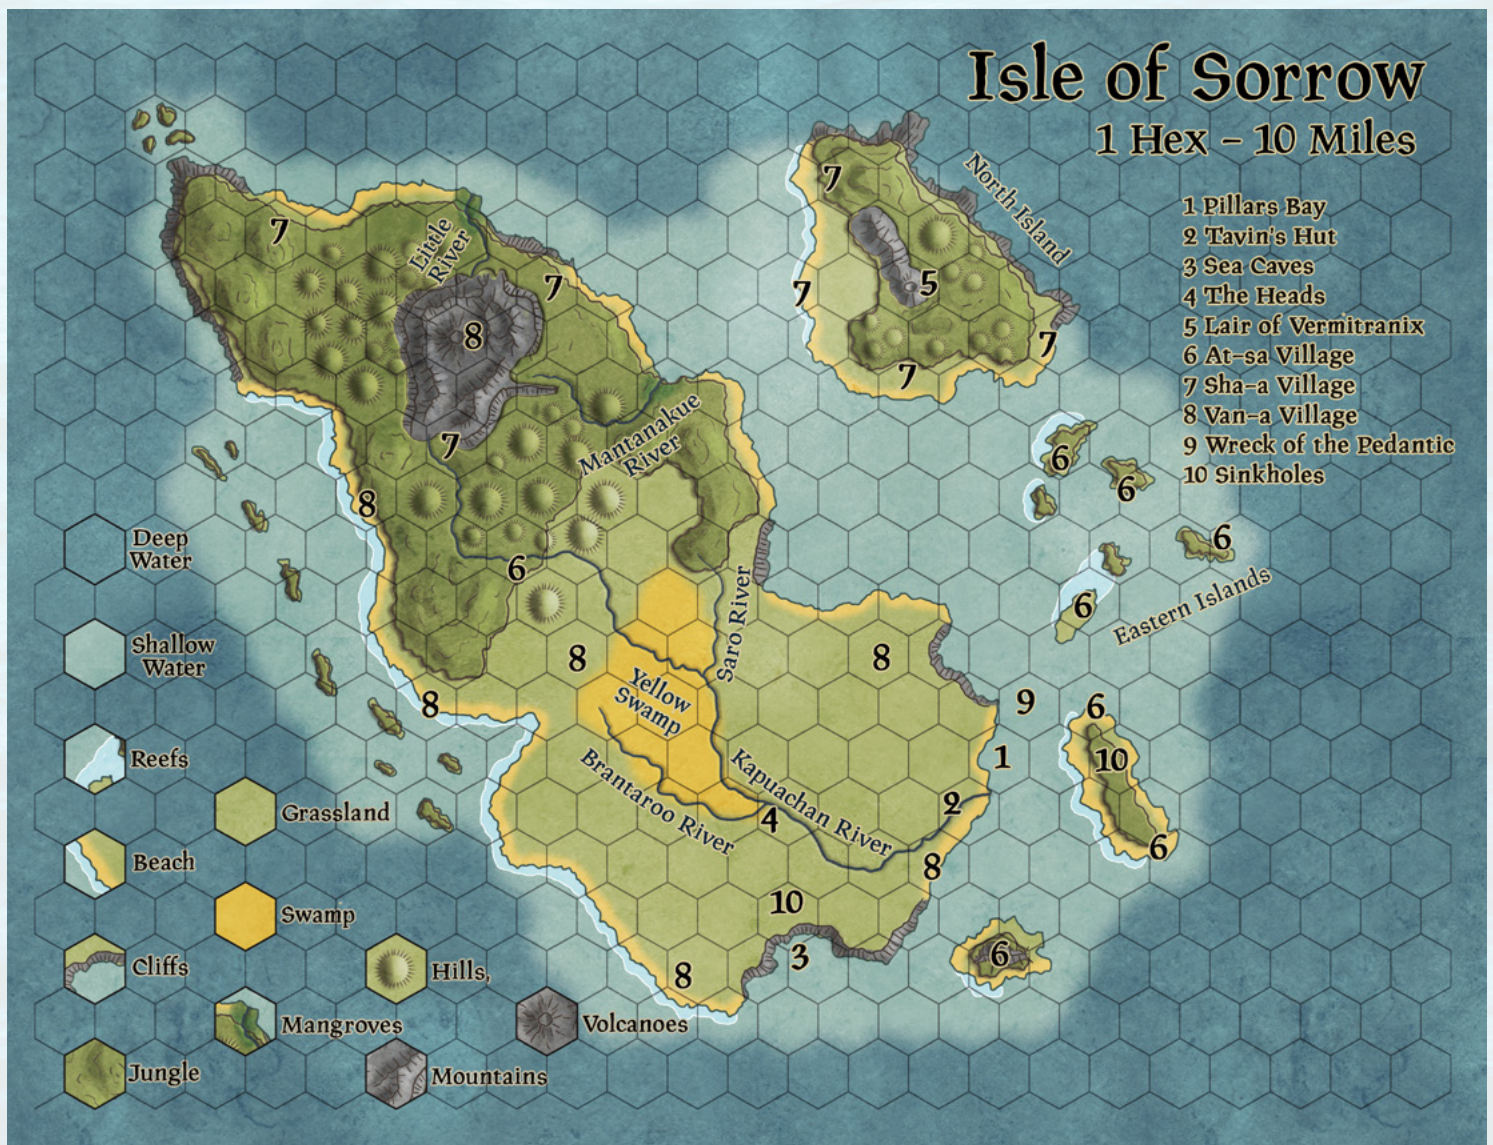 Isle of Sorrow
1 Hex - 10 Miles
1 Pillars Bay
2 Tavin's Hut
3 Sea Caves
4 The Heads
5 Lair of Vermitranix
6 At-sa Village
7 Sha-a Village
8 Van-a Village
9 Wreck of the Pedantic
10 Sinkholes
North Island
7
5
7
7
7
7
Little
River
7
8
7
Mantanakue
River
8
6
6
6
6
6
Eastern Islands
Saro River
8
8
8
Yellow
Swamp
9
6
1
10
Brantaroo River
Kapuachan River
2
4
6
8
10
3
8
6
Deep
Water
Shallow
Water
Reefs
Grassland
Beach
Swamp
Cliffs
Hills,
Mangroves
Volcanoes
Jungle
Mountains